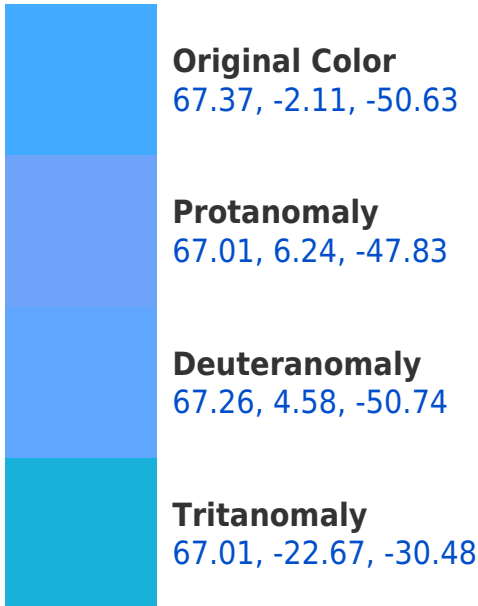 Original Color
67.37, -2.11, -50.63
Protanomaly
67.01, 6.24, -47.83
Deuteranomaly
67.26, 4.58, -50.74
Tritanomaly
67.01, -22.67, -30.48